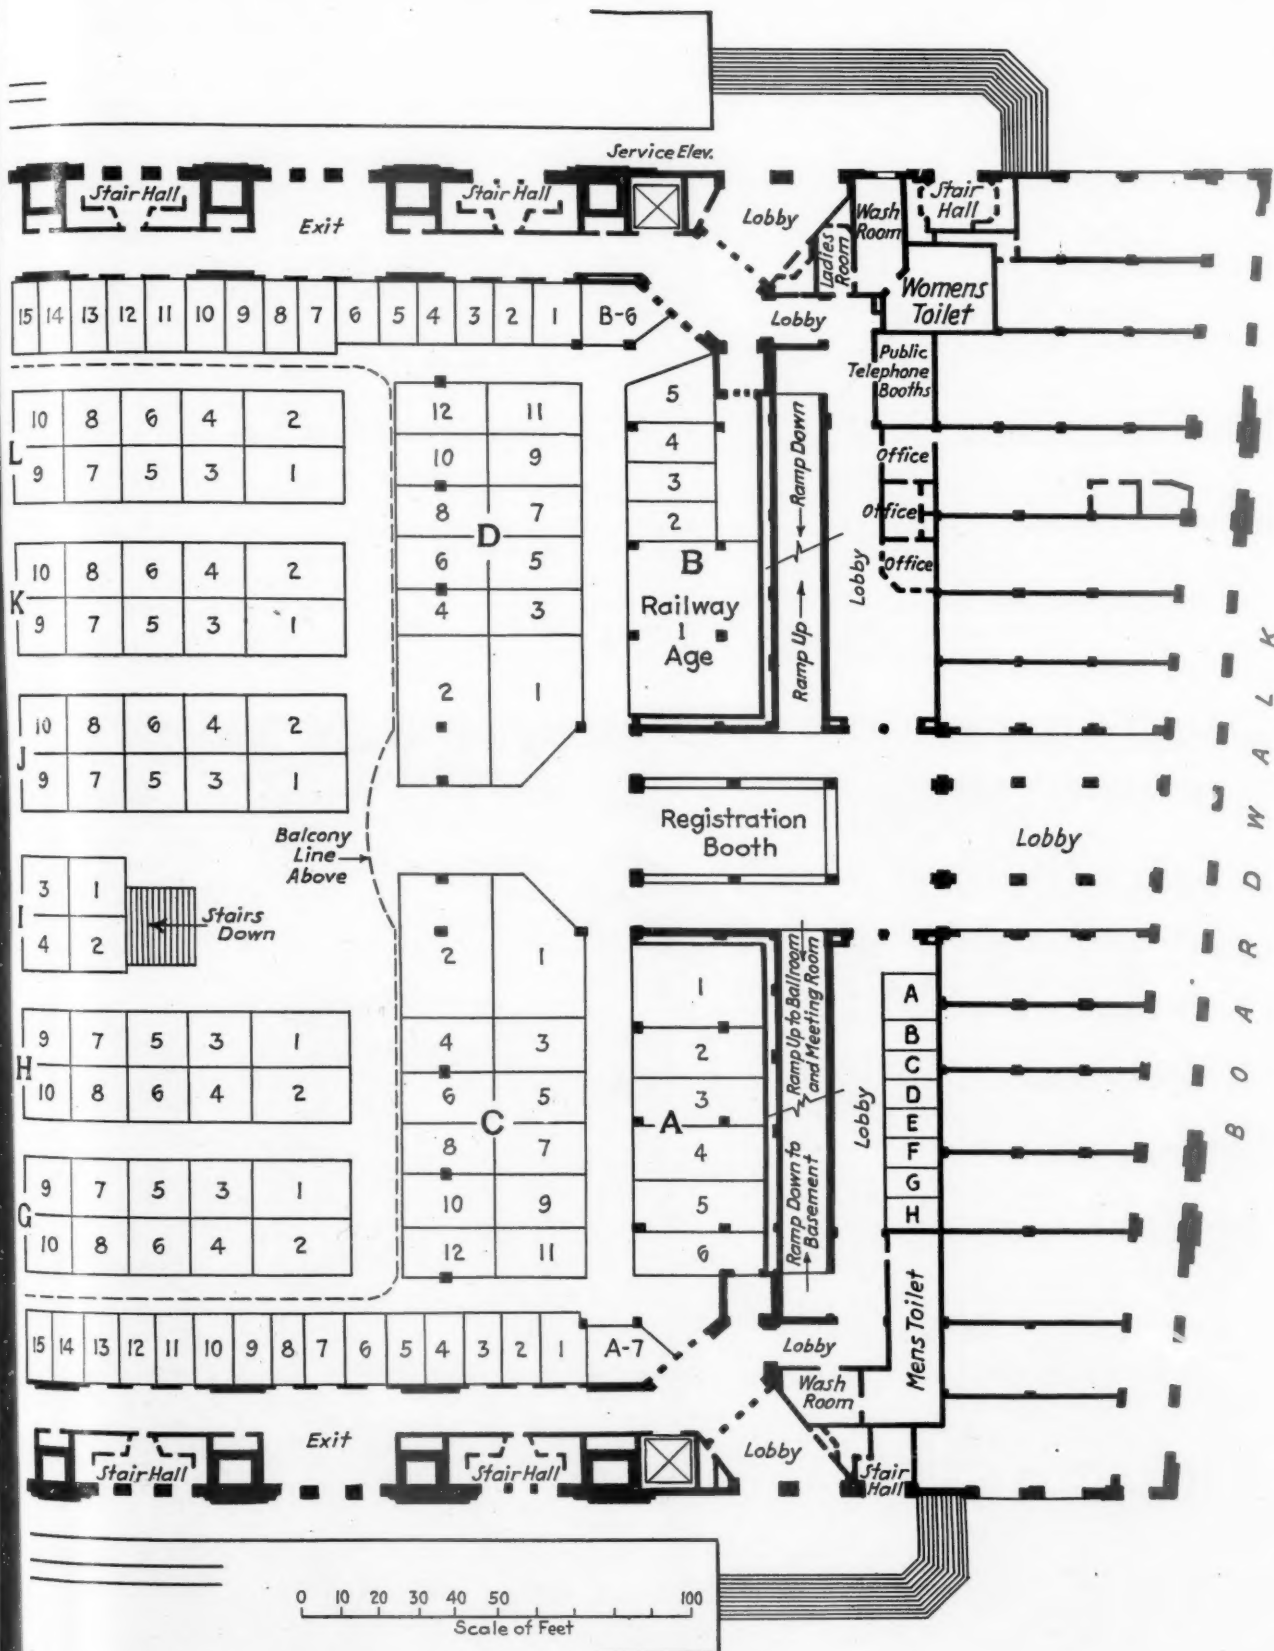 Service Elev.
Stair Hall
Exit
Stair Hall
Lobby
Ladies
Room
Wash
Room
Stair
Hall
Womens
Toilet
Lobby
15 14 13 12 11 10 9 8 7 6 5 4 3 2 1 B-6
Public
Telephone
Booths
L
10 8 6 4 2
9 7 5 3 1
K
10 8 6 4 2
9 7 5 3 1
J
10 8 6 4 2
9 7 5 3 1
D
12 11
10 9
8 7
6 5
4 3
2 1
5
4
3
2
B
Railway
1
Age
Ramp Down
Ramp Up
Lobby
Office
Office
Office
BOARDWALK
Balcony
Line
Above
Registration
Booth
Lobby
I
3 1
4 2
Stairs
Down
H
9 7 5 3 1
10 8 6 4 2
G
9 7 5 3 1
10 8 6 4 2
C
2 1
4 3
6 5
8 7
10 9
12 11
A
1
2
3
4
5
6
Ramp Up to Ballroom
and Meeting Room
Ramp Down to
Basement
Lobby
A
B
C
D
E
F
G
H
Mens Toilet
15 14 13 12 11 10 9 8 7 6 5 4 3 2 1 A-7
Lobby
Wash
Room
Stair Hall
Exit
Stair Hall
Lobby
Stair
Hall
0 10 20 30 40 50 100
Scale of Feet